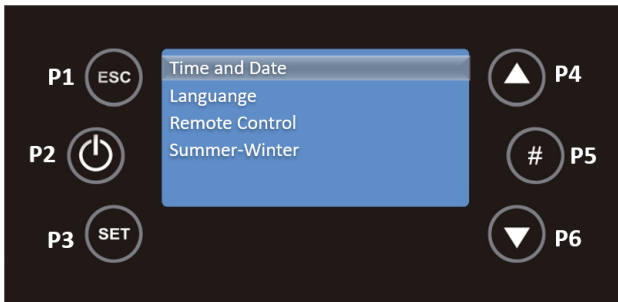 P1 ESC
Time and Date
P4
Languange
Remote Control
P2
Summer-Winter
# P5
P3 SET
P6